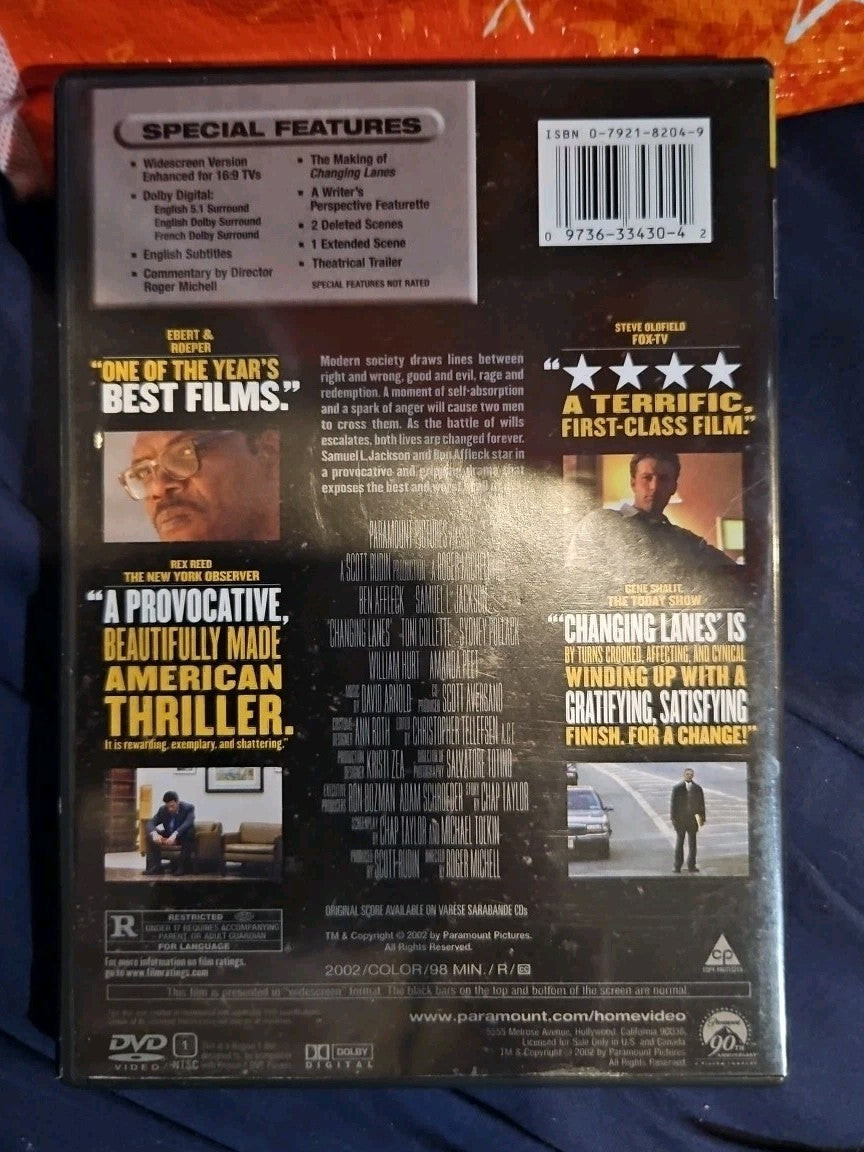 SPECIAL FEATURES
• Widescreen Version
Enhanced for 16:9 TVs
• Dolby Digital:
English 5.1 Surround
English Dolby Surround
French Dolby Surround
• English Subtitles
• Commentary by Director
Roger Michell
• The Making of
Changing Lanes
• A Writer's
Perspective Featurette
• 2 Deleted Scenes
• 1 Extended Scene
• Theatrical Trailer
SPECIAL FEATURES NOT RATED
ISBN 0-7921-8204-9
0 9736-33430-4 2
EBERT &
ROEPER
"ONE OF THE YEAR'S
BEST FILMS."
REX REED
THE NEW YORK OBSERVER
"A PROVOCATIVE,
BEAUTIFULLY MADE
AMERICAN
THRILLER.
It is rewarding, exemplary, and shattering."
Modern society draws lines between
right and wrong, good and evil, rage and
redemption. A moment of self-absorption
and a spark of anger will cause two men
to cross them. As the battle of wills
escalates, both lives are changed forever.
Samuel L. Jackson and Ben Affleck star in
a provocative and gripping drama that
exposes the best and worst
STEVE OLDFIELD
FOX-TV
"★★★★
A TERRIFIC,
FIRST-CLASS FILM."
GENE SHALIT,
THE TODAY SHOW
"'CHANGING LANES' IS
BY TURNS CROOKED, AFFECTING, AND CYNICAL
WINDING UP WITH A
GRATIFYING, SATISFYING
FINISH. FOR A CHANGE!"
PARAMOUNT PICTURES
A SCOTT RUDIN PRODUCTION A ROGER MICHELL
BEN AFFLECK SAMUEL L. JACKSON
"CHANGING LANES" TONI COLLETTE SYDNEY POLLACK
WILLIAM HURT AMANDA PEET
MUSIC BY DAVID ARNOLD CO-PRODUCER SCOTT AVERSANO
COSTUME DESIGNER ANN ROTH EDITED BY CHRISTOPHER TELLEFSEN A.C.E.
PRODUCTION DESIGNER KRISTI ZEA DIRECTOR OF PHOTOGRAPHY SALVATORE TOTINO
EXECUTIVE PRODUCERS RON BOZMAN ADAM SCHROEDER STORY BY CHAP TAYLOR
SCREENPLAY BY CHAP TAYLOR AND MICHAEL TOLKIN
PRODUCED BY SCOTT RUDIN DIRECTED BY ROGER MICHELL
ORIGINAL SCORE AVAILABLE ON VARÈSE SARABANDE CDs
TM & Copyright © 2002 by Paramount Pictures.
All Rights Reserved.
2002/COLOR/98 MIN./R/CC
R RESTRICTED
UNDER 17 REQUIRES ACCOMPANYING
PARENT OR ADULT GUARDIAN
FOR LANGUAGE
For more information on film ratings,
go to www.filmratings.com
This film is presented in "widescreen" format. The black bars on the top and bottom of the screen are normal.
www.paramount.com/homevideo
5555 Melrose Avenue, Hollywood, California 90038.
Licensed for Sale Only in U.S. and Canada
TM & Copyright © 2002 by Paramount Pictures.
All Rights Reserved.
DVD
VIDEO
1
NTSC
DOLBY
DIGITAL
cp
Paramount
90TH
ANNIVERSARY